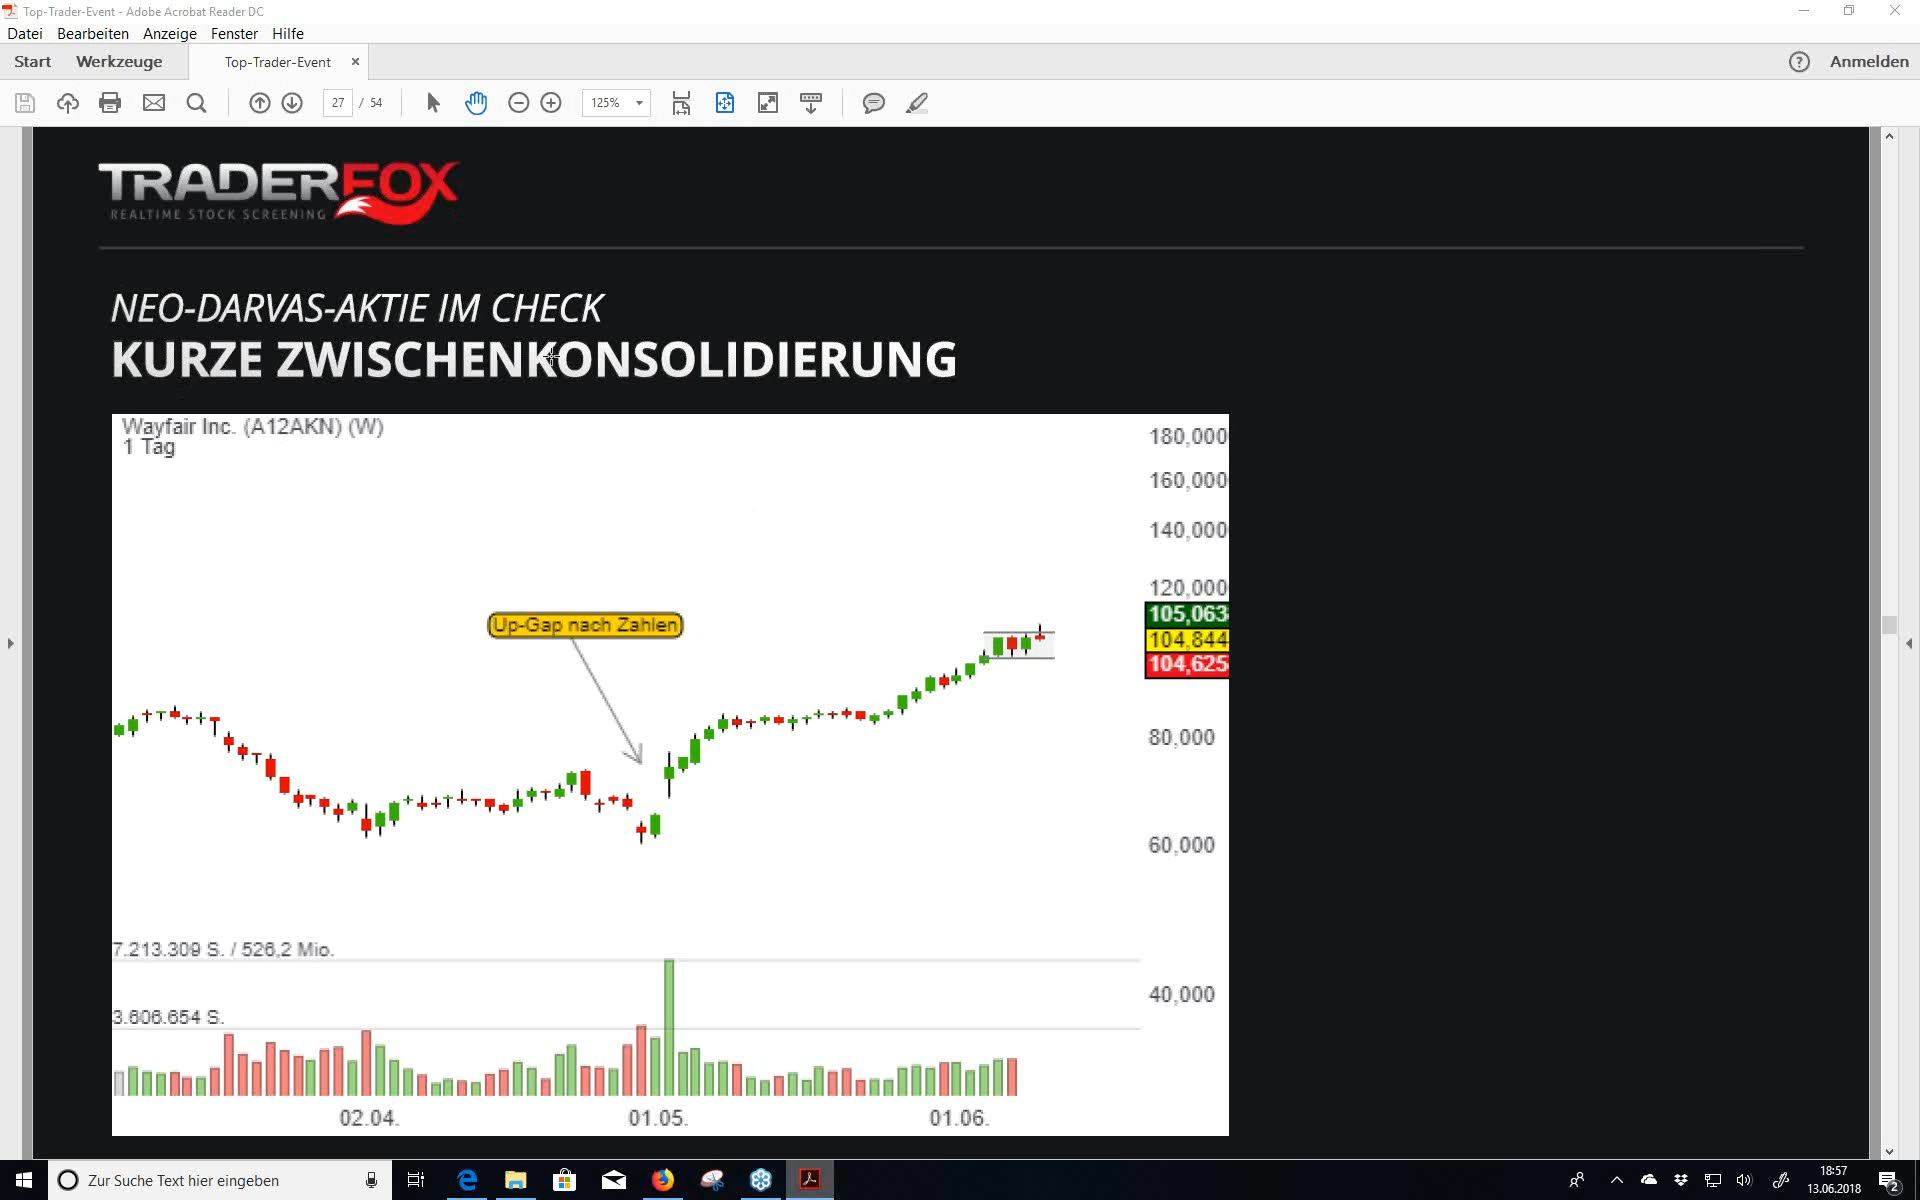 Top-Trader-Event - Adobe Acrobat Reader DC
Datei Bearbeiten Anzeige Fenster Hilfe
Start Werkzeuge Top-Trader-Event × ? Anmelden
27 / 54 125%
TRADERFOX
REALTIME STOCK SCREENING
NEO-DARVAS-AKTIE IM CHECK
KURZE ZWISCHENKONSOLIDIERUNG
Wayfair Inc. (A12AKN) (W)
1 Tag
180,000
160,000
140,000
120,000
105,063
104,844
104,625
Up-Gap nach Zahlen
80,000
60,000
7.213.309 S. / 526,2 Mio.
40,000
3.606.654 S.
02.04. 01.05. 01.06.
Zur Suche Text hier eingeben
18:57
13.06.2018
2